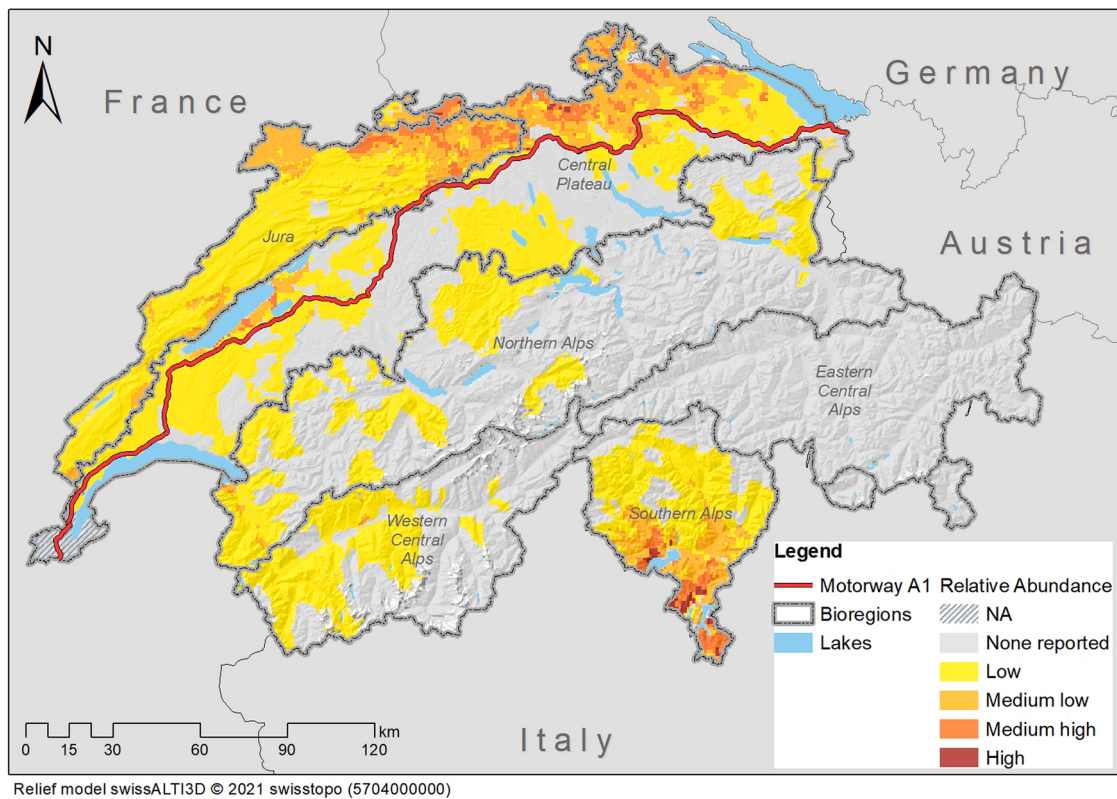 N
France
Germany
Central
Plateau
Austria
Jura
Northern Alps
Eastern
Central
Alps
Southern Alps
Western
Central
Alps
Legend
Motorway A1
Bioregions
Lakes
Relative Abundance
NA
None reported
Low
Medium low
Medium high
High
km
0 15 30 60 90 120
Italy
Relief model swissALTI3D © 2021 swisstopo (5704000000)